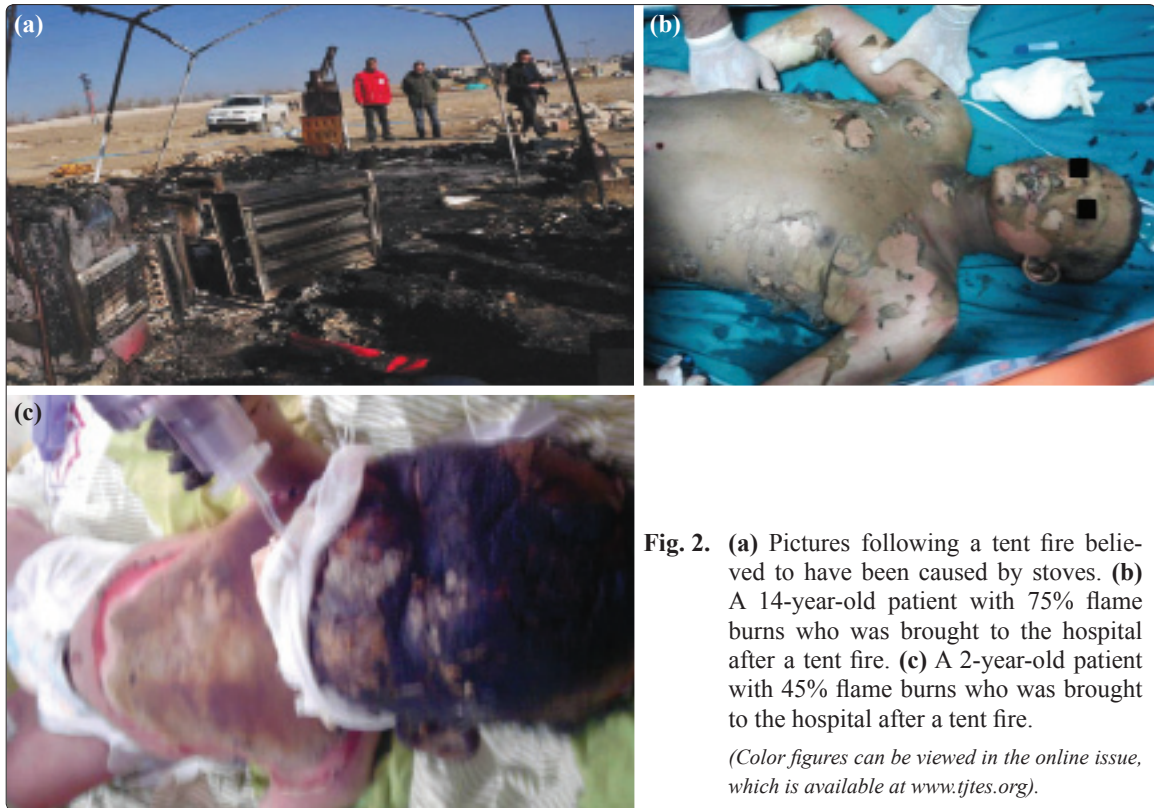 (a)
(b)
(c)
Fig. 2. (a) Pictures following a tent fire belie-
ved to have been caused by stoves. (b)
A 14-year-old patient with 75% flame
burns who was brought to the hospital
after a tent fire. (c) A 2-year-old patient
with 45% flame burns who was brought
to the hospital after a tent fire.
(Color figures can be viewed in the online issue,
which is available at www.tjtes.org).